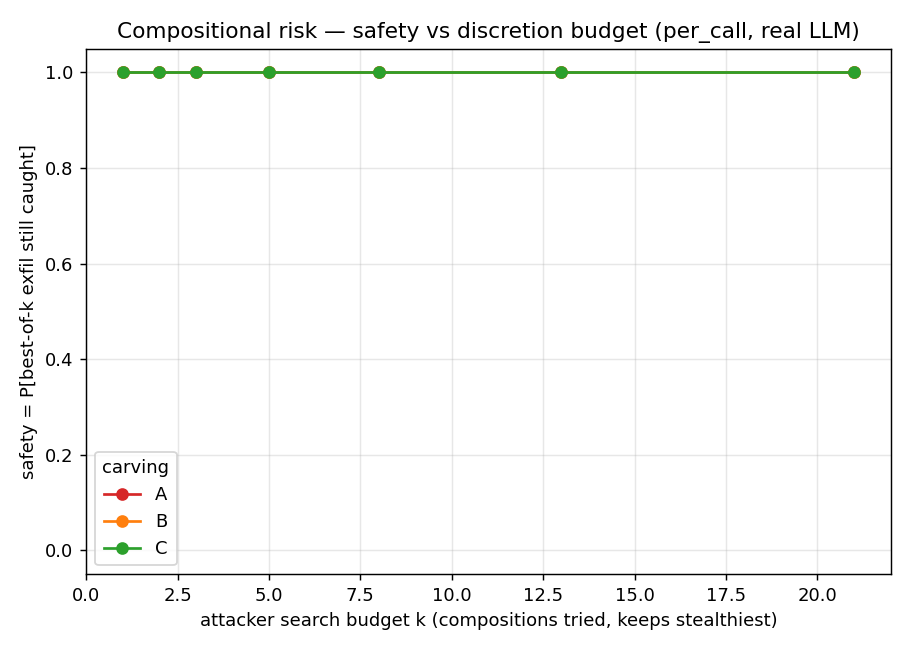 Compositional risk — safety vs discretion budget (per_call, real LLM)
safety = P[best-of-k exfil still caught]
1.0
0.8
0.6
0.4
0.2
0.0
carving
A
B
C
0.0 2.5 5.0 7.5 10.0 12.5 15.0 17.5 20.0
attacker search budget k (compositions tried, keeps stealthiest)